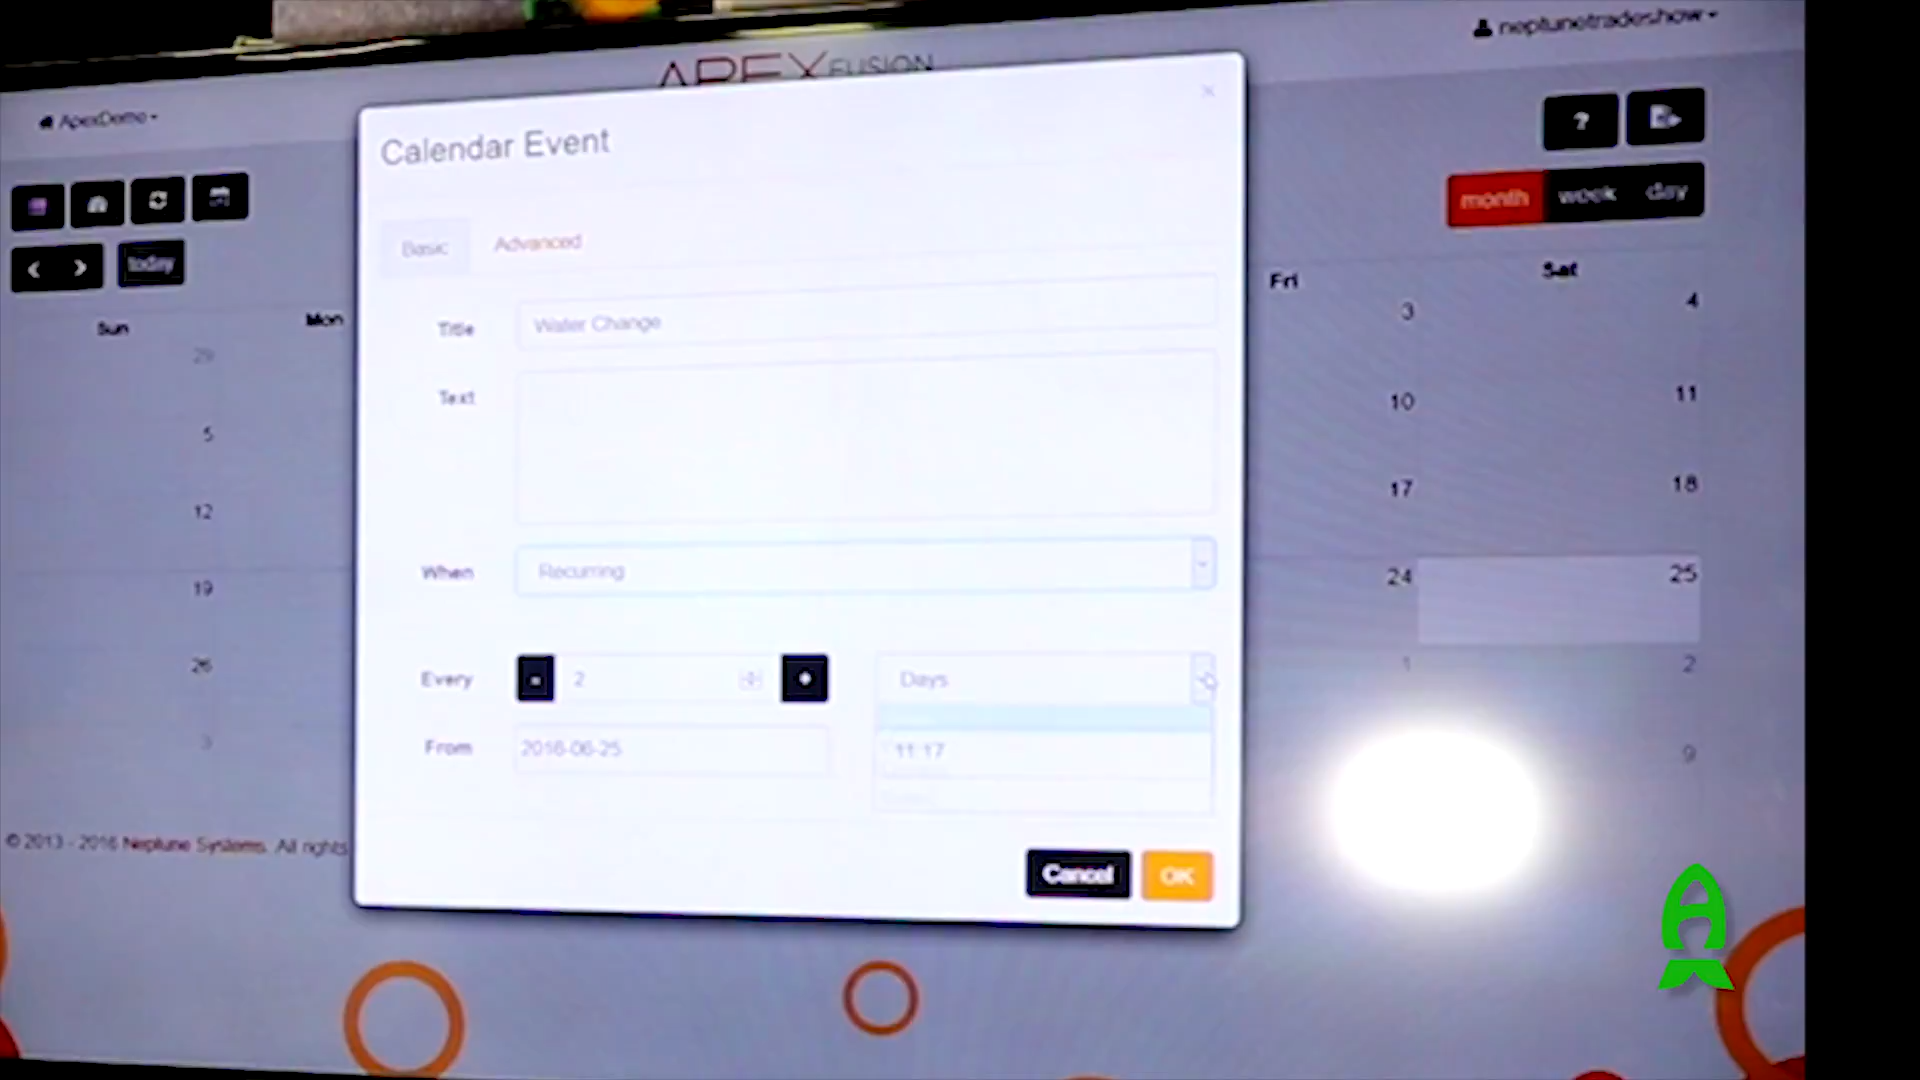 neptunetradeshow
APEX FUSION
ApexDemo
Calendar Event
×
?
Basic
Advanced
month
week
day
today
Sun
Mon
Fri
Sat
Title
Water Change
Text
29
3
4
5
10
11
12
17
18
When
Recurring
19
24
25
Every
- 2 +
Days
26
1
2
From
2016-06-25
11:17
3
9
Cancel
OK
© 2013 - 2016 Neptune Systems. All rights